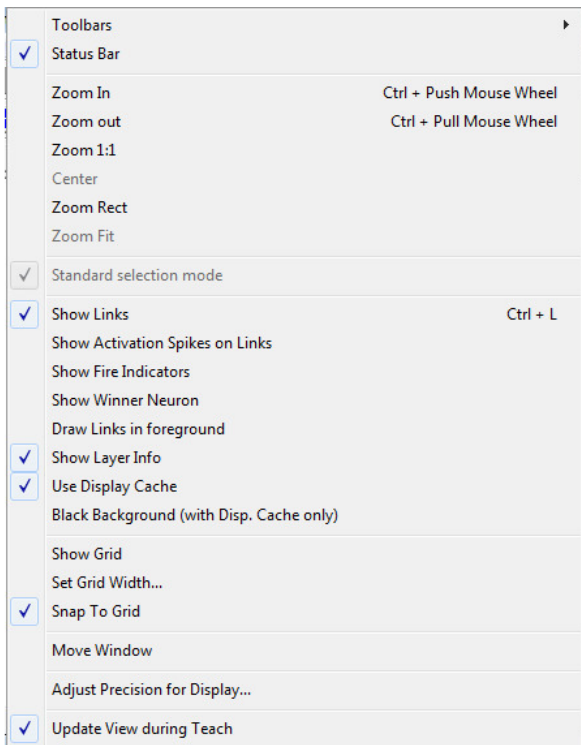 Toolbars
Status Bar
Zoom In Ctrl + Push Mouse Wheel
Zoom out Ctrl + Pull Mouse Wheel
Zoom 1:1
Center
Zoom Rect
Zoom Fit
Standard selection mode
Show Links Ctrl + L
Show Activation Spikes on Links
Show Fire Indicators
Show Winner Neuron
Draw Links in foreground
Show Layer Info
Use Display Cache
Black Background (with Disp. Cache only)
Show Grid
Set Grid Width...
Snap To Grid
Move Window
Adjust Precision for Display...
Update View during Teach